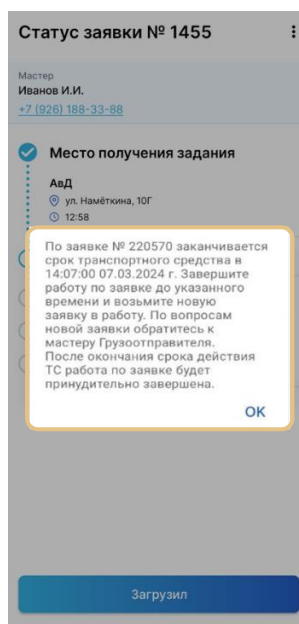 Статус заявки № 1455
Мастер
Иванов И.И.
+7 (926) 188-33-88
Место получения задания
АвД
ул. Намёткина, 10Г
12:58
По заявке № 220570 заканчивается
срок транспортного средства в
14:07:00 07.03.2024 г. Завершите
работу по заявке до указанного
времени и возьмите новую
заявку в работу. По вопросам
новой заявки обратитесь к
мастеру Грузоотправителя.
После окончания срока действия
ТС работа по заявке будет
принудительно завершена.
ОК
Загрузил